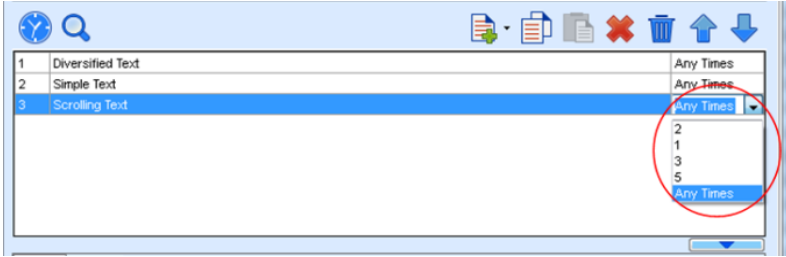 1 Diversified Text Any Times
2 Simple Text Any Times
3 Scrolling Text Any Times
2
1
3
5
Any Times